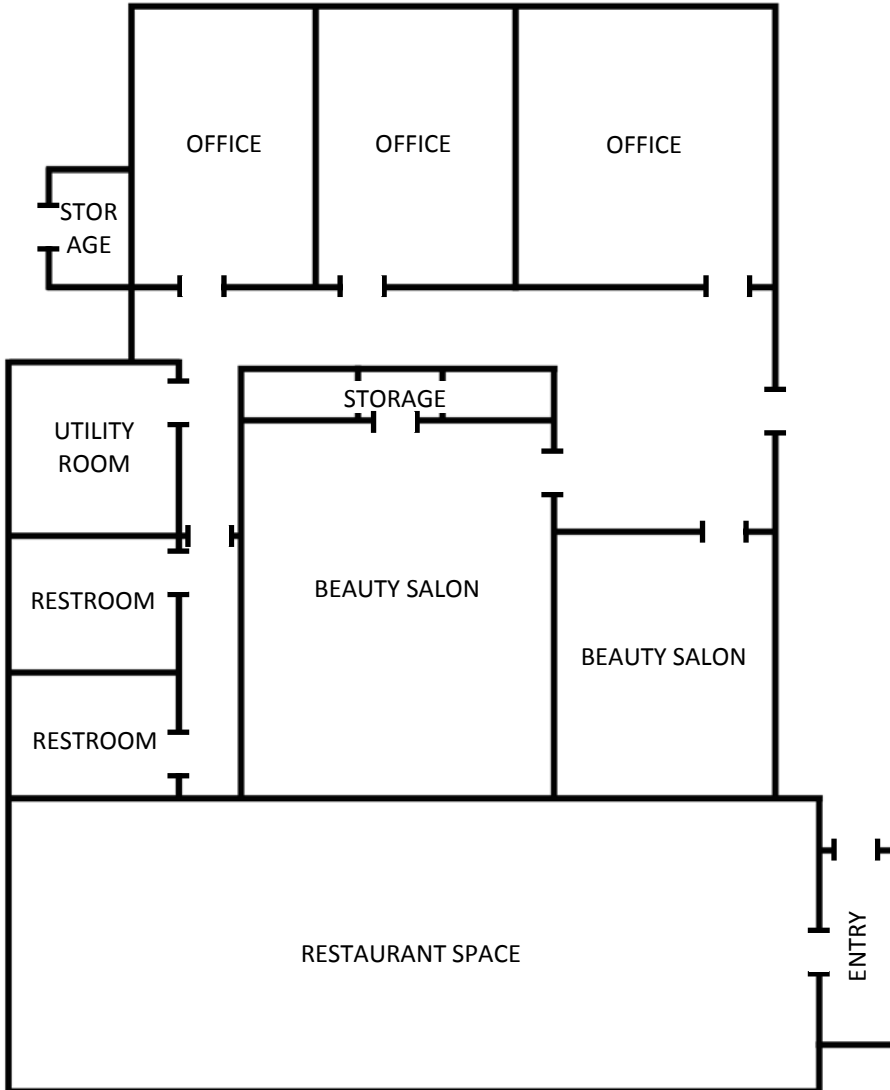 OFFICE
OFFICE
OFFICE
STOR
AGE
STORAGE
UTILITY
ROOM
BEAUTY SALON
RESTROOM
BEAUTY SALON
RESTROOM
RESTAURANT SPACE
ENTRY